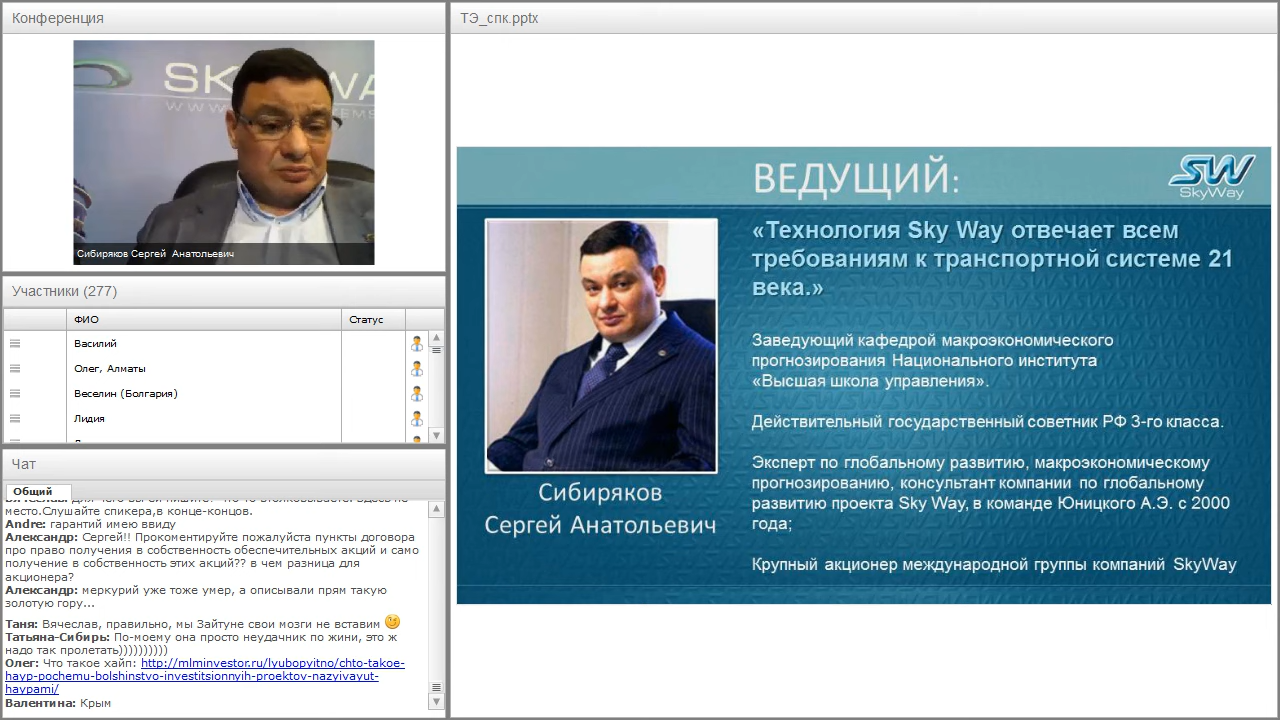 Конференция
SKYWA
WWW
EMS
Сибиряков Сергей Анатольевич
Участники (277)
ФИО
Статус
Василий
Олег, Алматы
Веселин (Болгария)
Лидия
Чат
Общий
место.Слушайте спикера,в конце-концов.
Andre: гарантий имею ввиду
Александр: Сергей!! Прокоментируйте пожалуйста пункты договора
про право получения в собственность обеспечительных акций и само
получение в собственность этих акций?? в чем разница для
акционера?
Александр: меркурий уже тоже умер, а описывали прям такую
золотую гору...
Таня: Вячеслав, правильно, мы Зайтуне свои мозги не вставим
Татьяна-Сибирь: По-моему она просто неудачник по жини, это ж
надо так пролетать))))))))))
Олег: Что такое хайп: http://mlminvestor.ru/lyubopyitno/chto-takoe-
hayp-pochemu-bolshinstvo-investitsionnyih-proektov-nazyivayut-
haypami/
Валентина: Крым
ТЭ_спк.pptx
ВЕДУЩИЙ:
SW
SkyWay
«Технология Sky Way отвечает всем
требованиям к транспортной системе 21
века.»
Заведующий кафедрой макроэкономического
прогнозирования Национального института
«Высшая школа управления».
Действительный государственный советник РФ 3-го класса.
Эксперт по глобальному развитию, макроэкономическому
прогнозированию, консультант компании по глобальному
развитию проекта Sky Way, в команде Юницкого А.Э. с 2000
года;
Крупный акционер международной группы компаний SkyWay
Сибиряков
Сергей Анатольевич